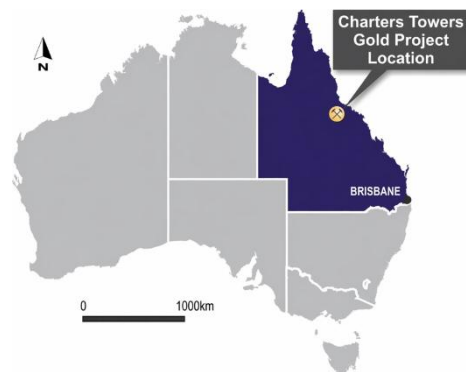 Charters Towers
Gold Project
Location
N
BRISBANE
0 1000km